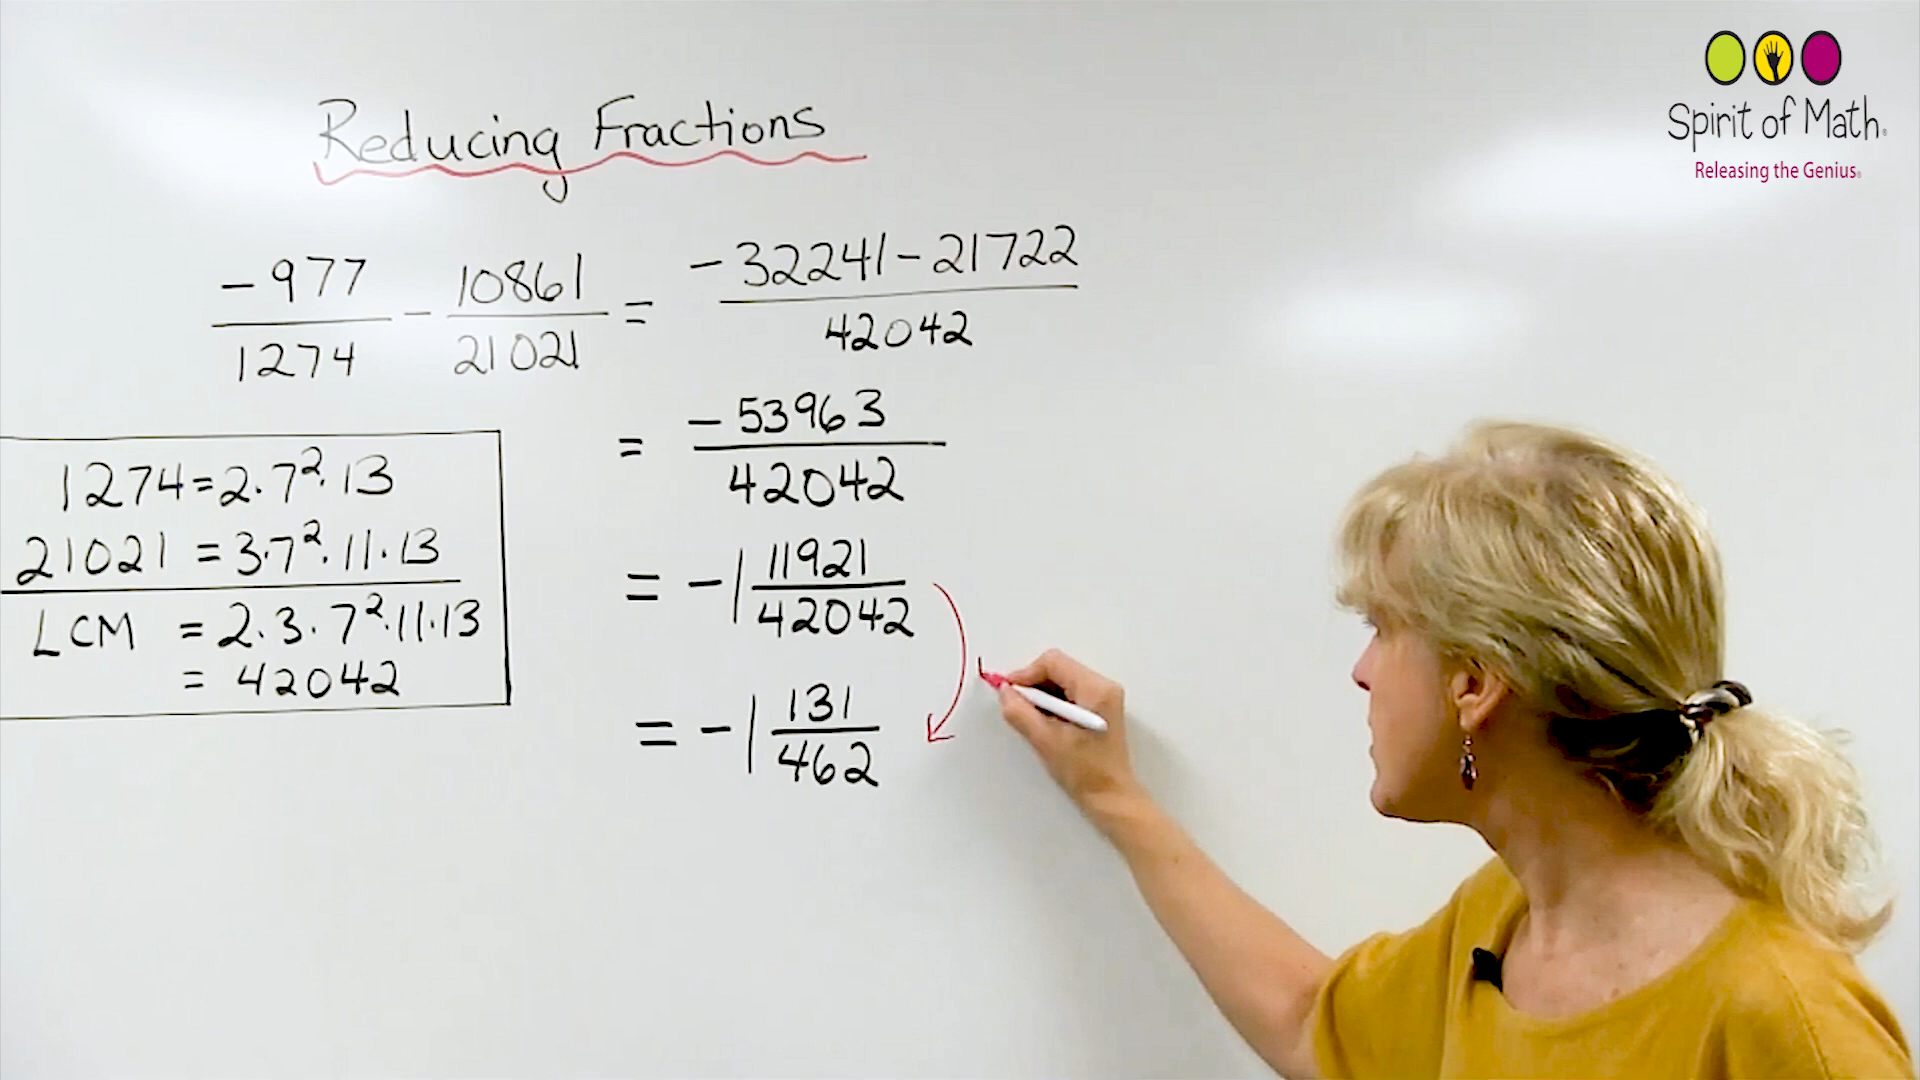 Spirit of Math
Releasing the Genius
Reducing Fractions
-977/1274 - 10861/21021 = -32241-21722/42042
= -53963/42042
= -1 11921/42042
= -1 131/462
1274=2·7²·13
21021 =3·7²·11·13
LCM =2·3·7²·11·13
= 42042